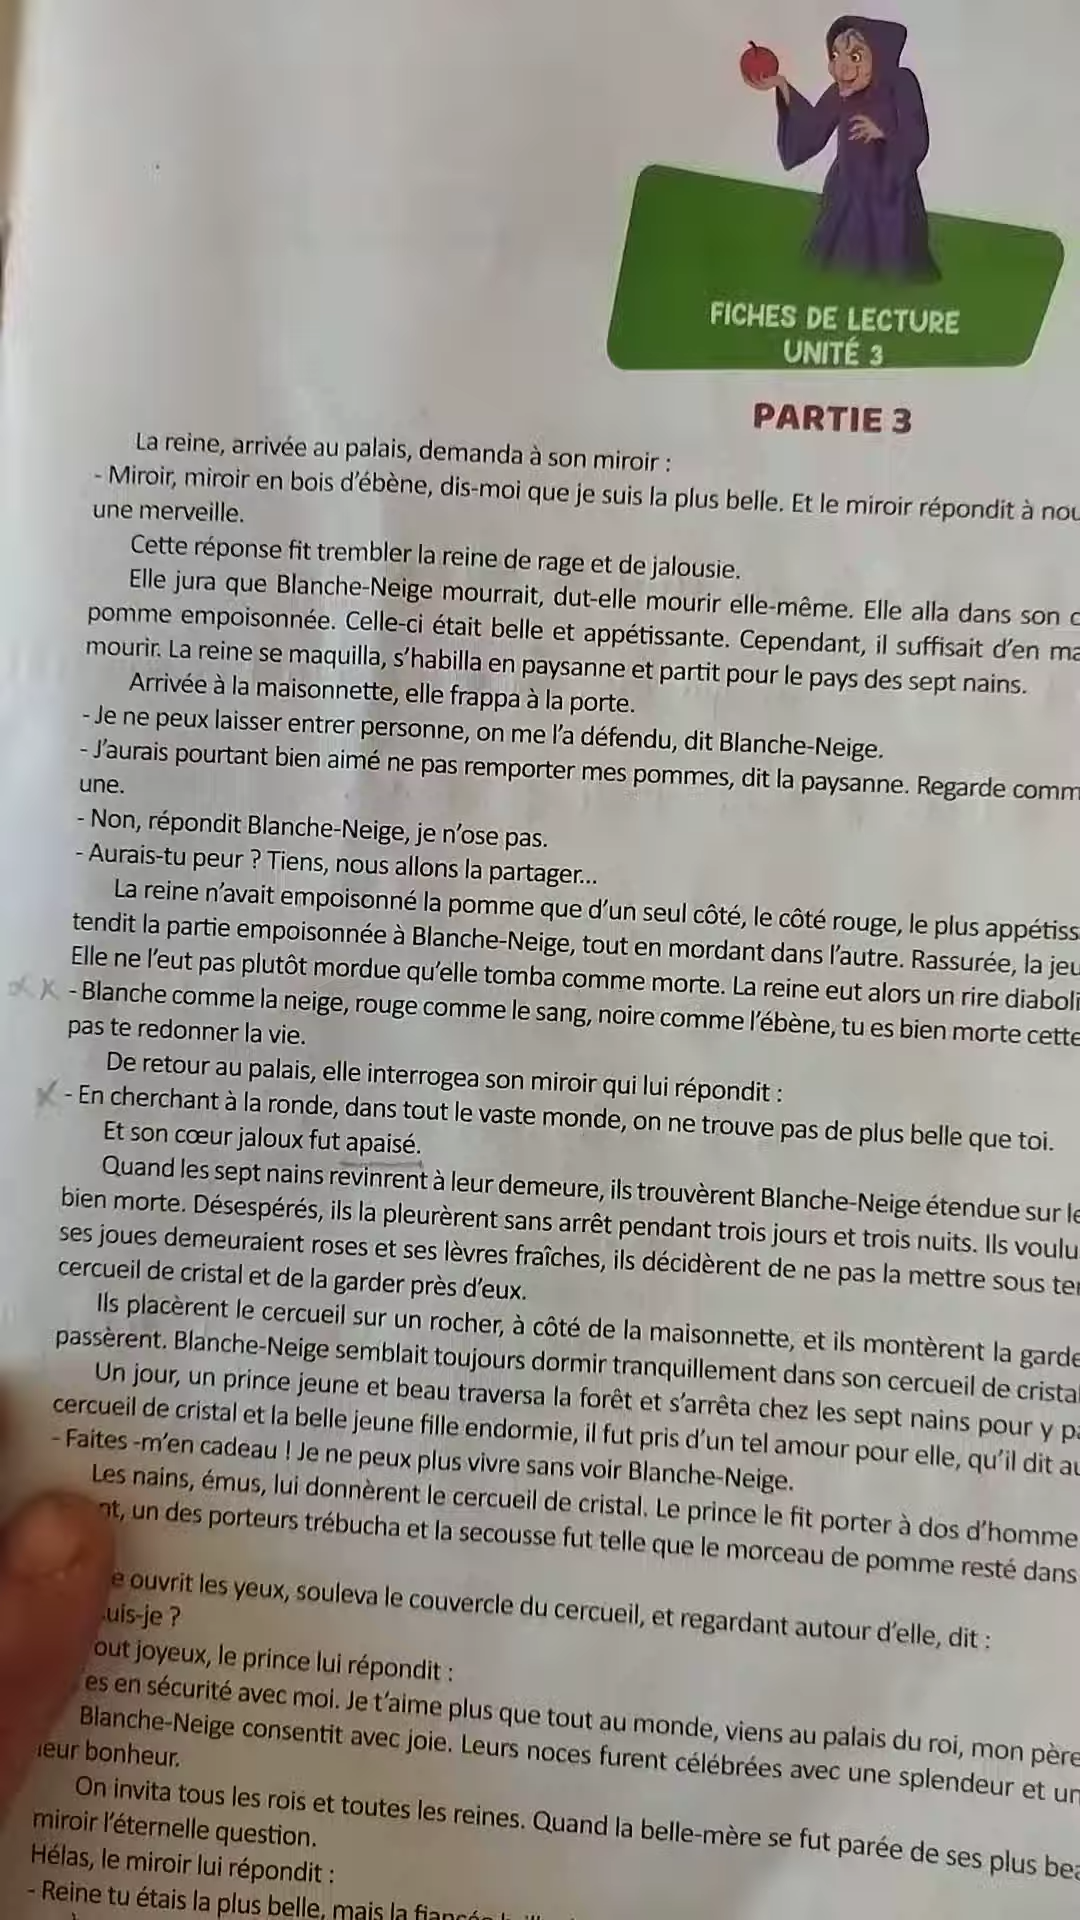 FICHES DE LECTURE
UNITÉ 3
PARTIE 3
La reine, arrivée au palais, demanda à son miroir :
- Miroir, miroir en bois d'ébène, dis-moi que je suis la plus belle. Et le miroir répondit à
une merveille.
Cette réponse fit trembler la reine de rage et de jalousie.
Elle jura que Blanche-Neige mourrait, dut-elle mourir elle-même. Elle alla dans son
pomme empoisonnée. Celle-ci était belle et appétissante. Cependant, il suffisait d'en
mourir. La reine se maquilla, s'habilla en paysanne et partit pour le pays des sept nains.
Arrivée à la maisonnette, elle frappa à la porte.
- Je ne peux laisser entrer personne, on me l'a défendu, dit Blanche-Neige.
- J'aurais pourtant bien aimé ne pas remporter mes pommes, dit la paysanne. Regarde
une.
- Non, répondit Blanche-Neige, je n'ose pas.
- Aurais-tu peur ? Tiens, nous allons la partager...
La reine n'avait empoisonné la pomme que d'un seul côté, le côté rouge, le plus
tendit la partie empoisonnée à Blanche-Neige, tout en mordant dans l'autre. Rassurée, la
Elle ne l'eut pas plutôt mordue qu'elle tomba comme morte. La reine eut alors un rire
- Blanche comme la neige, rouge comme le sang, noire comme l'ébène, tu es bien morte cette
pas te redonner la vie.
De retour au palais, elle interrogea son miroir qui lui répondit :
- En cherchant à la ronde, dans tout le vaste monde, on ne trouve pas de plus belle que toi.
Et son cœur jaloux fut apaisé.
Quand les sept nains revinrent à leur demeure, ils trouvèrent Blanche-Neige étendue sur
bien morte. Désespérés, ils la pleurèrent sans arrêt pendant trois jours et trois nuits. Ils
ses joues demeuraient roses et ses lèvres fraîches, ils décidèrent de ne pas la mettre sous
cercueil de cristal et de la garder près d'eux.
Ils placèrent le cercueil sur un rocher, à côté de la maisonnette, et ils montèrent la garde
passèrent. Blanche-Neige semblait toujours dormir tranquillement dans son cercueil de cristal
Un jour, un prince jeune et beau traversa la forêt et s'arrêta chez les sept nains pour y
cercueil de cristal et la belle jeune fille endormie, il fut pris d'un tel amour pour elle, qu'il dit
- Faites -m'en cadeau ! Je ne peux plus vivre sans voir Blanche-Neige.
Les nains, émus, lui donnèrent le cercueil de cristal. Le prince le fit porter à dos d'homme
nt, un des porteurs trébucha et la secousse fut telle que le morceau de pomme resté dans
e ouvrit les yeux, souleva le couvercle du cercueil, et regardant autour d'elle, dit :
uis-je ?
out joyeux, le prince lui répondit :
es en sécurité avec moi. Je t'aime plus que tout au monde, viens au palais du roi, mon père
Blanche-Neige consentit avec joie. Leurs noces furent célébrées avec une splendeur et
leur bonheur.
On invita tous les rois et toutes les reines. Quand la belle-mère se fut parée de ses plus
miroir l'éternelle question.
Hélas, le miroir lui répondit :
- Reine tu étais la plus belle, mais la fiancée